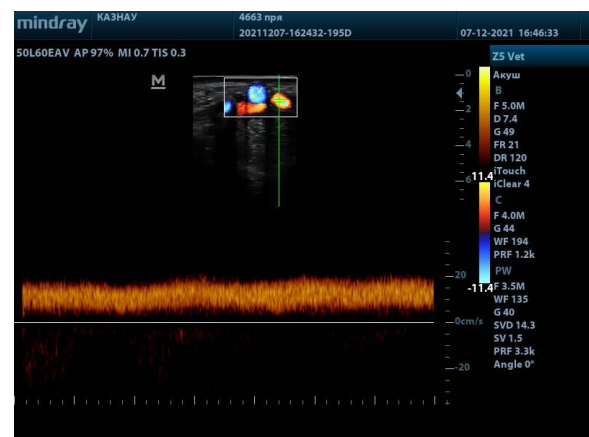 mindray
КАЗНАУ
4663 пря
20211207-162432-195D
07-12-2021 16:46:33
50L60EAV AP 97% MI 0.7 TIS 0.3
Z5 Vet
M
Акуш
B
F 5.0M
D 7.4
G 49
FR 21
DR 120
iTouch
iClear 4
C
F 4.0M
G 44
WF 194
PRF 1.2k
PW
F 3.5M
WF 135
G 40
SVD 14.3
SV 1.5
PRF 3.3k
Angle 0°
0
2
4
6
11.4
-11.4
20
0cm/s
-20